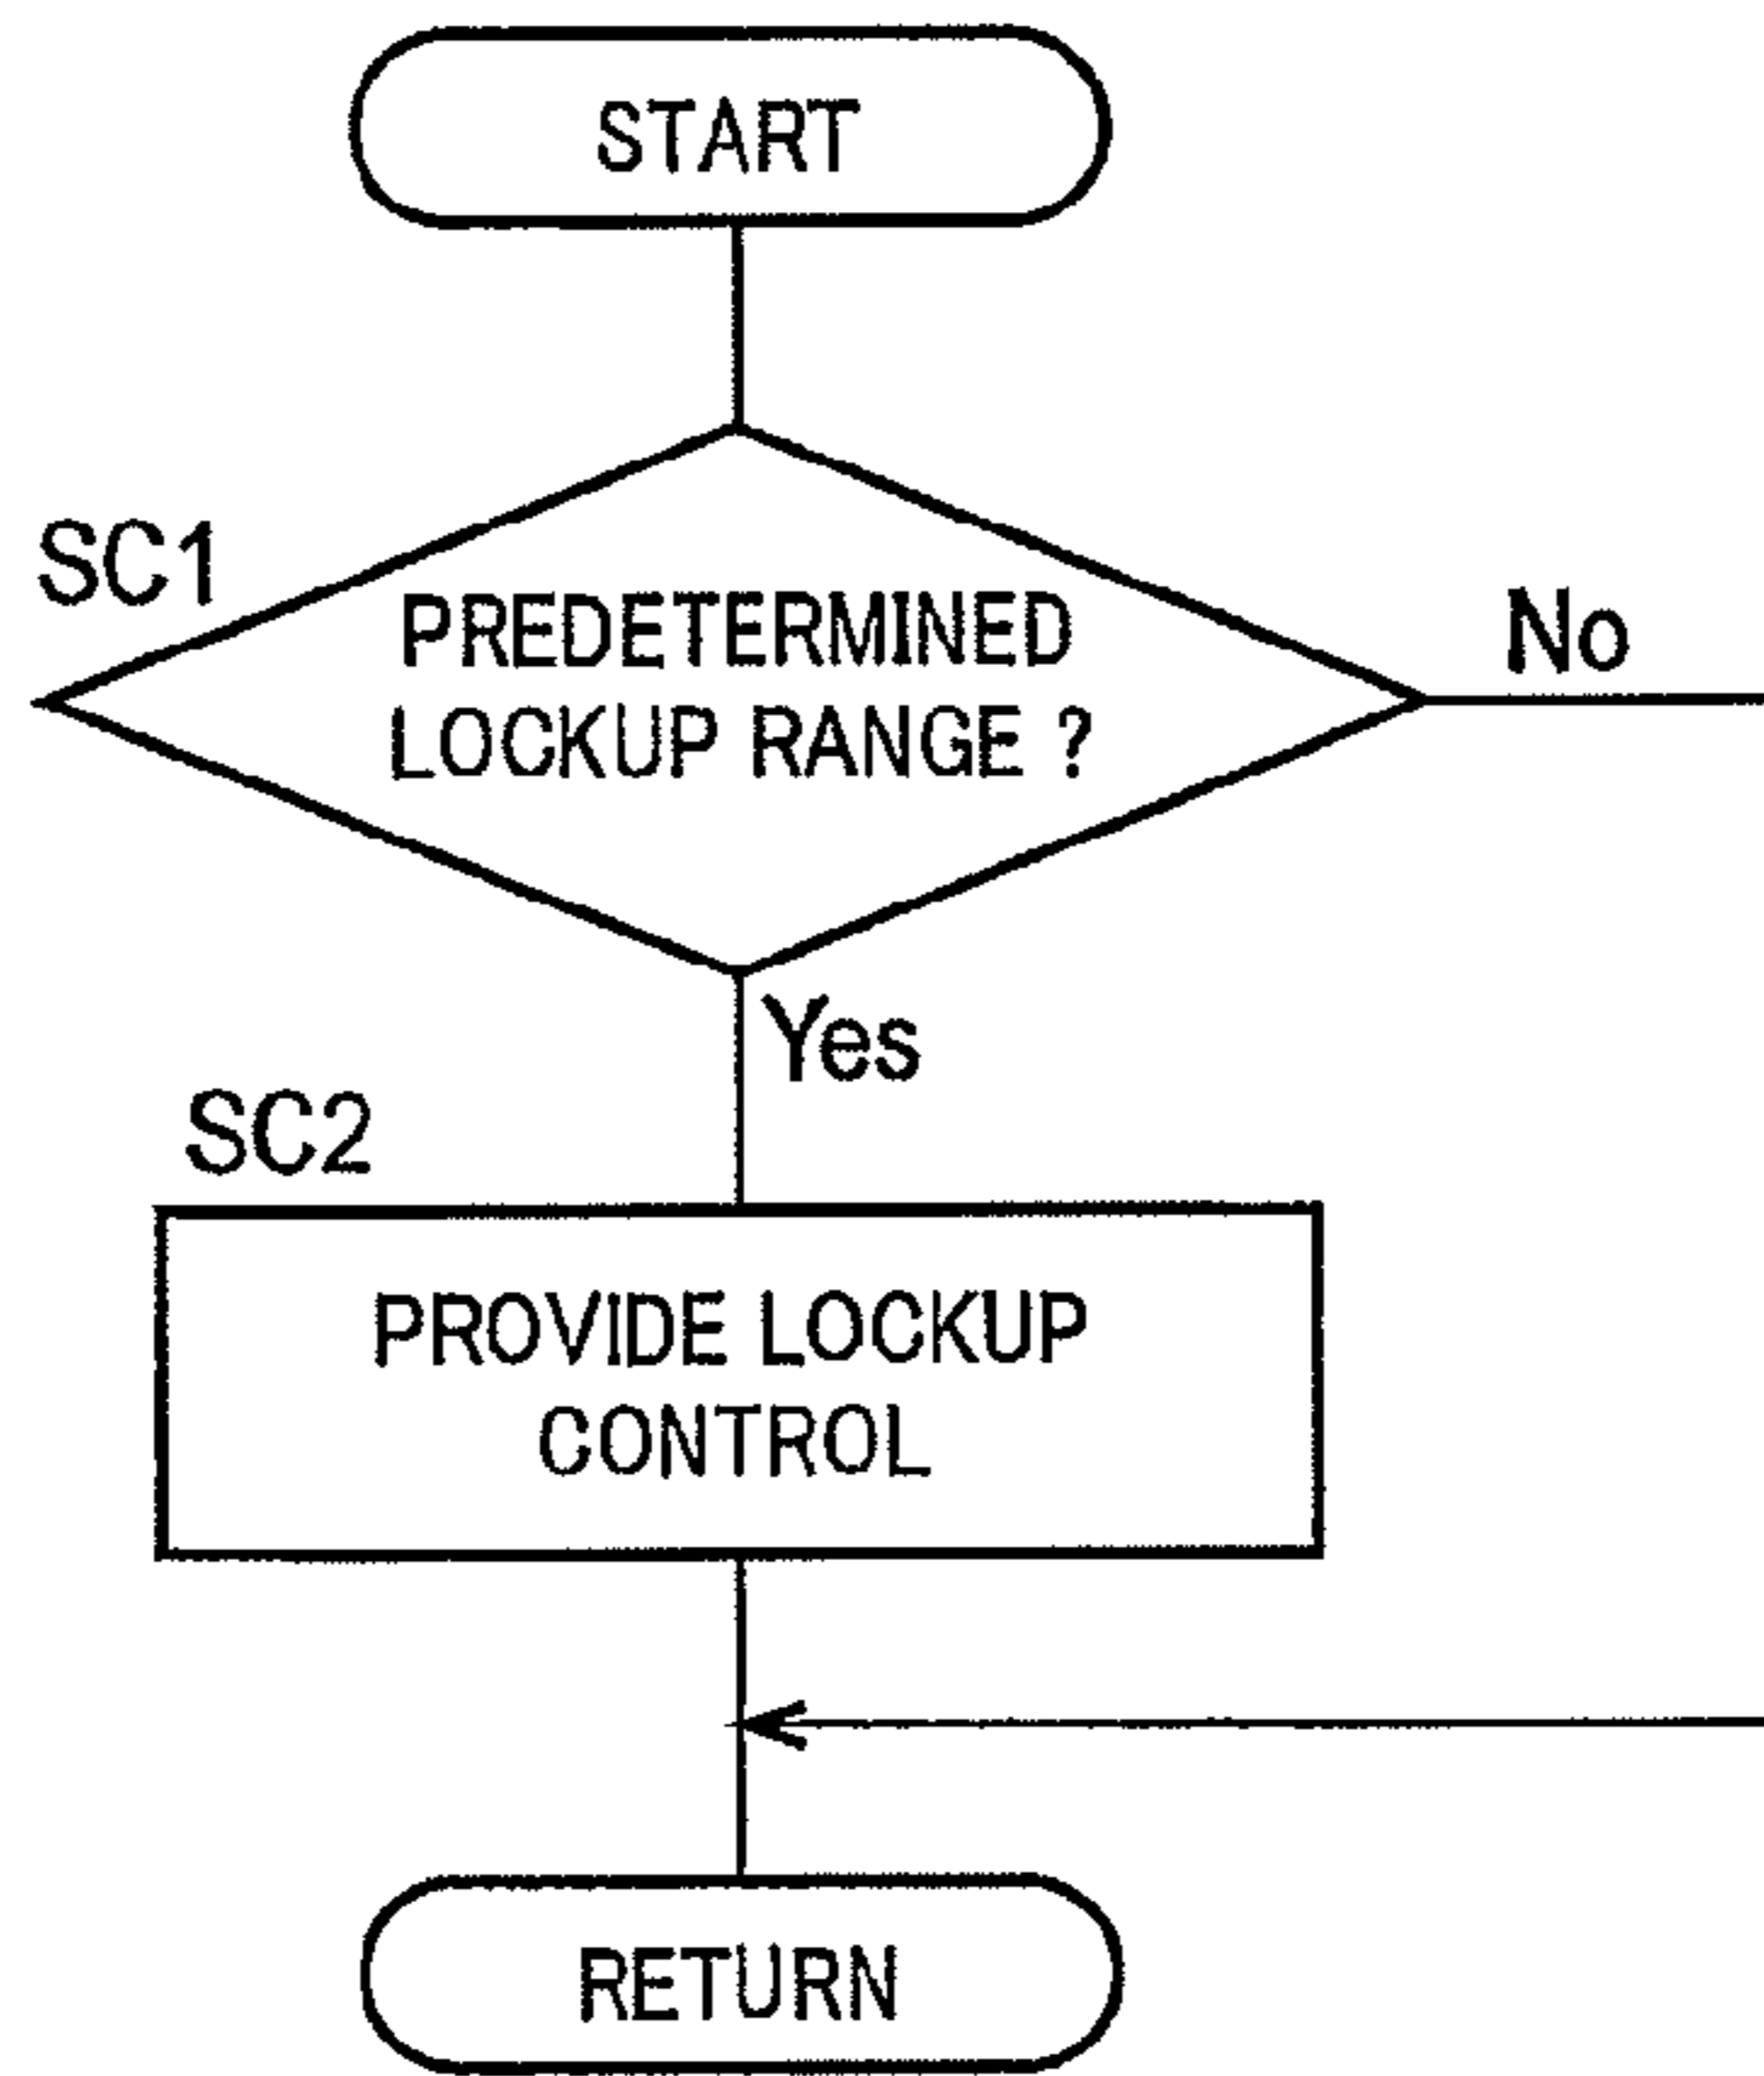 START
SC1
PREDETERMINED
LOCKUP RANGE ?
No
Yes
SC2
PROVIDE LOCKUP
CONTROL
RETURN